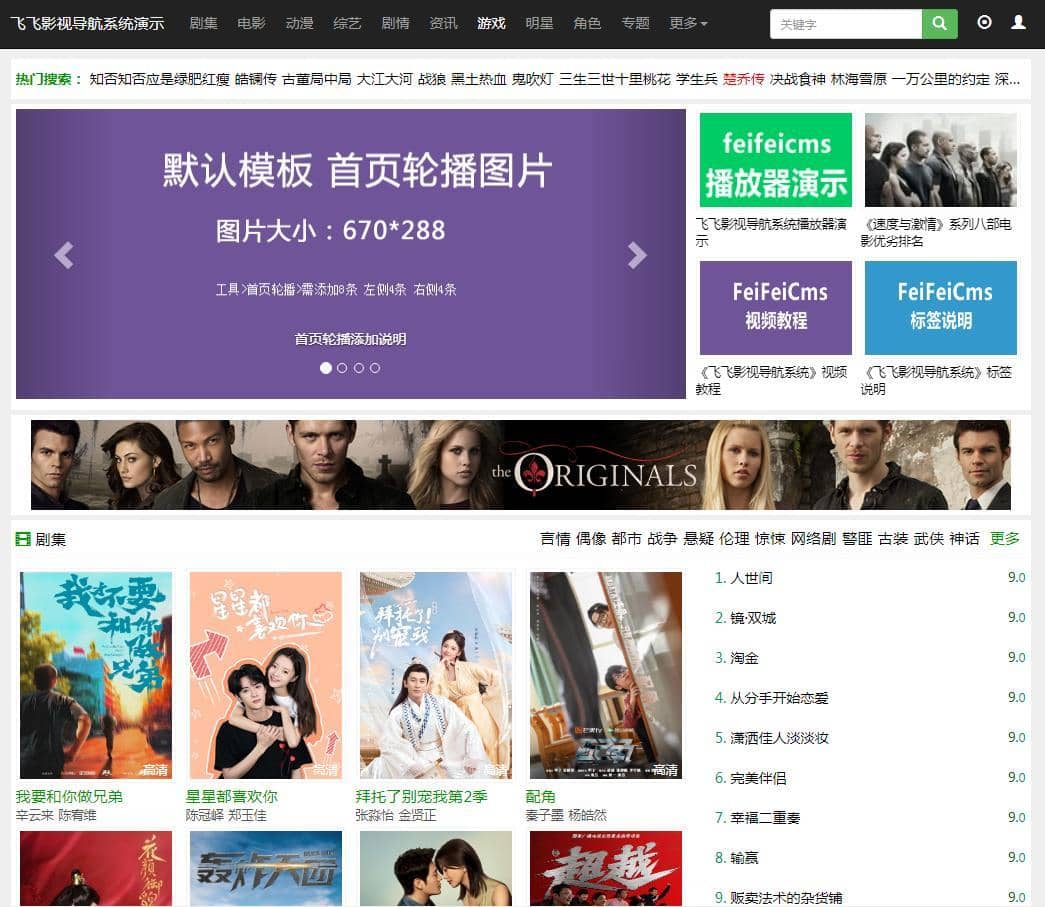 飞飞影视导航系统演示 剧集 电影 动漫 综艺 剧情 资讯 游戏 明星 角色 专题 更多 关键字
热门搜索: 知否知否应是绿肥红瘦 皓镧传 古董局中局 大江大河 战狼 黑土热血 鬼吹灯 三生三世十里桃花 学生兵 楚乔传 决战食神 林海雪原 一万公里的约定 深...
默认模板 首页轮播图片
图片大小：670*288
工具>首页轮播>需添加8条 左侧4条 右侧4条
首页轮播添加说明
feifeicms
播放器演示
飞飞影视导航系统播放器演
示
《速度与激情》系列八部电
影优劣排名
FeiFeiCms
视频教程
FeiFeiCms
标签说明
《飞飞影视导航系统》视频
教程
《飞飞影视导航系统》标签
说明
the ORIGINALS
剧集 言情 偶像 都市 战争 悬疑 伦理 惊悚 网络剧 警匪 古装 武侠 神话 更多
我才不要
和你做
兄弟
高清
我要和你做兄弟
辛云来 陈宥维
星星都
喜欢你
高清
星星都喜欢你
陈冠峄 郑玉佳
拜托了!
别宠我
高清
拜托了别宠我第2季
张淼怡 金贤正
高清
配角
秦子墨 杨皓然
1. 人世间 9.0
2. 镜·双城 9.0
3. 淘金 9.0
4. 从分手开始恋爱 9.0
5. 潇洒佳人淡淡妆 9.0
6. 完美伴侣 9.0
7. 幸福二重奏 9.0
8. 输赢 9.0
9. 贩卖法术的杂货铺 9.0
轰炸天团
超越